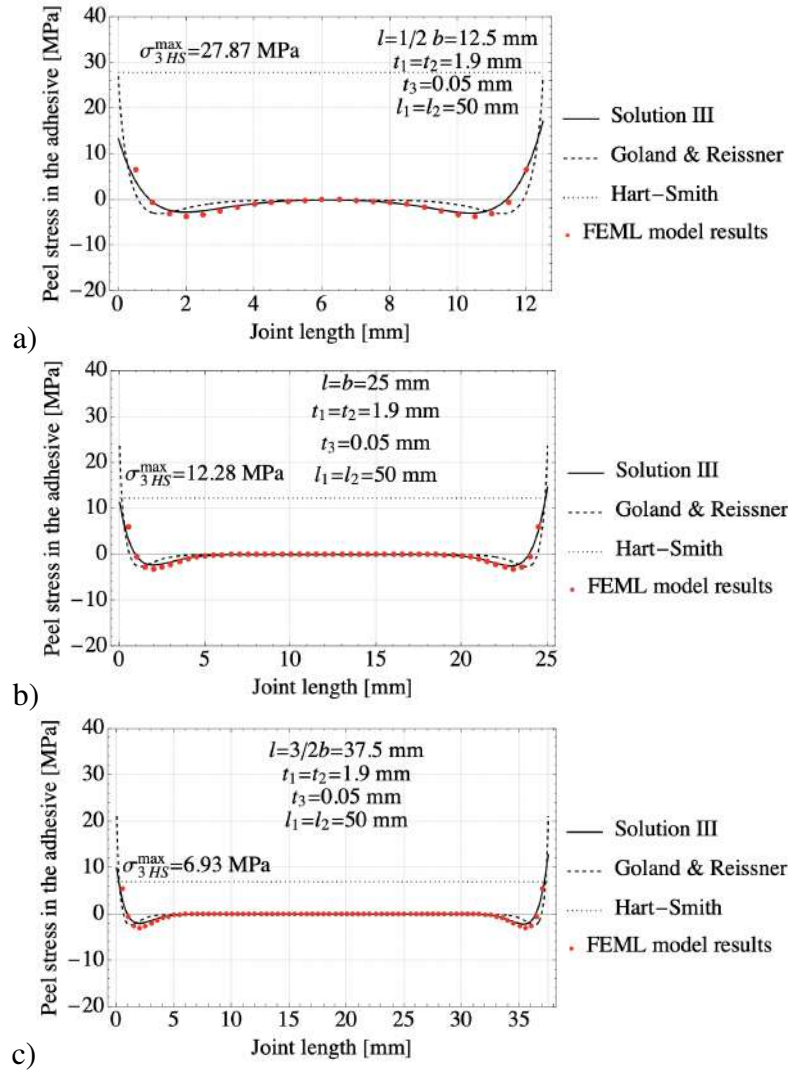 40
30
20
10
0
−10
−20
Peel stress in the adhesive [MPa]
σ₃ HS^max=27.87 MPa
l=1/2 b=12.5 mm
t₁=t₂=1.9 mm
t₃=0.05 mm
l₁=l₂=50 mm
Solution III
Goland & Reissner
Hart−Smith
FEML model results
0 2 4 6 8 10 12
Joint length [mm]
a)
40
30
20
10
0
−10
−20
Peel stress in the adhesive [MPa]
l=b=25 mm
t₁=t₂=1.9 mm
t₃=0.05 mm
σ₃ HS^max=12.28 MPa
l₁=l₂=50 mm
Solution III
Goland & Reissner
Hart−Smith
FEML model results
0 5 10 15 20 25
Joint length [mm]
b)
40
30
20
10
0
−10
−20
Peel stress in the adhesive [MPa]
l=3/2b=37.5 mm
t₁=t₂=1.9 mm
t₃=0.05 mm
l₁=l₂=50 mm
σ₃ HS^max=6.93 MPa
Solution III
Goland & Reissner
Hart−Smith
FEML model results
0 5 10 15 20 25 30 35
Joint length [mm]
c)